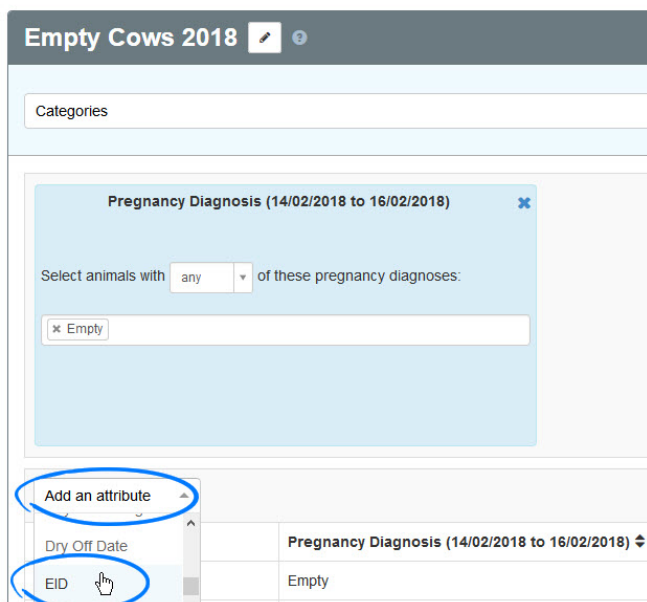 Empty Cows 2018
Categories
Pregnancy Diagnosis (14/02/2018 to 16/02/2018)
Select animals with any of these pregnancy diagnoses:
Empty
Add an attribute
Dry Off Date
Pregnancy Diagnosis (14/02/2018 to 16/02/2018)
EID
Empty